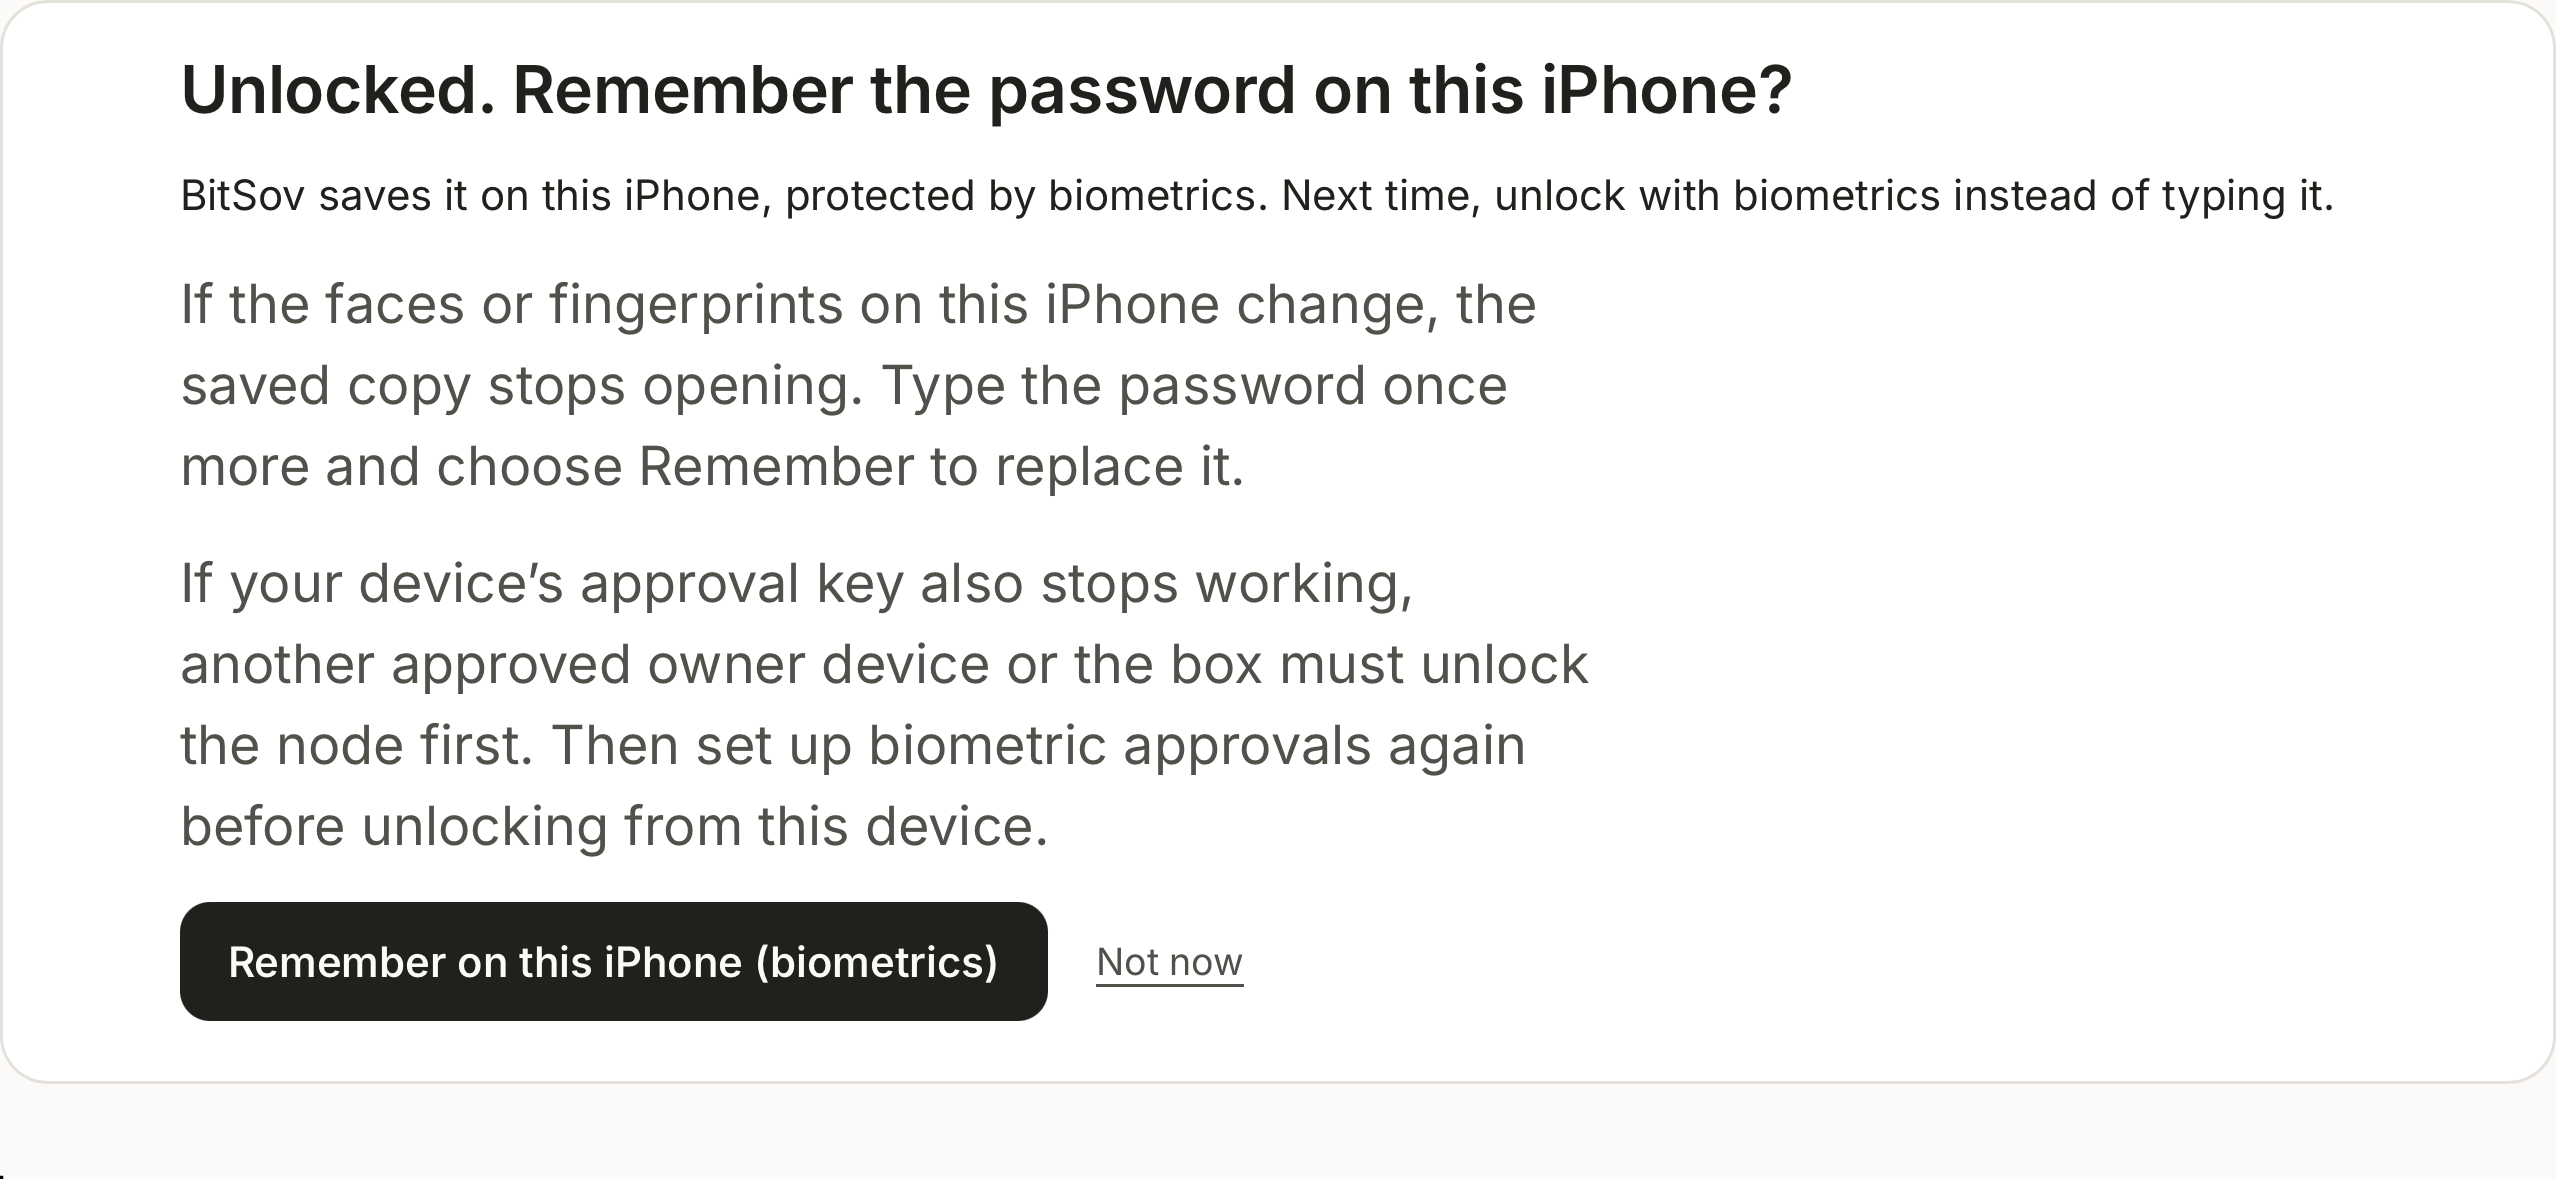 Unlocked. Remember the password on this iPhone?
BitSov saves it on this iPhone, protected by biometrics. Next time, unlock with biometrics instead of typing it.
If the faces or fingerprints on this iPhone change, the
saved copy stops opening. Type the password once
more and choose Remember to replace it.
If your device’s approval key also stops working,
another approved owner device or the box must unlock
the node first. Then set up biometric approvals again
before unlocking from this device.
Remember on this iPhone (biometrics)
Not now